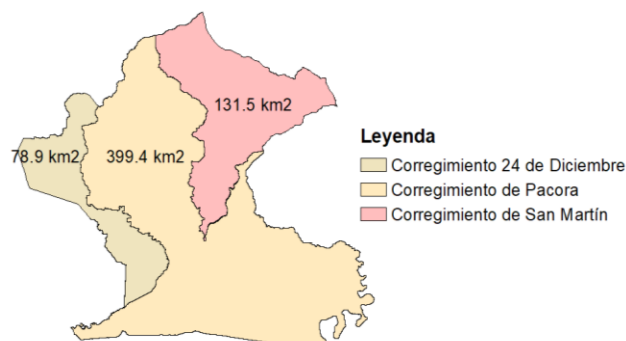 131.5 km2
78.9 km2
399.4 km2
Leyenda
Corregimiento 24 de Diciembre
Corregimiento de Pacora
Corregimiento de San Martín